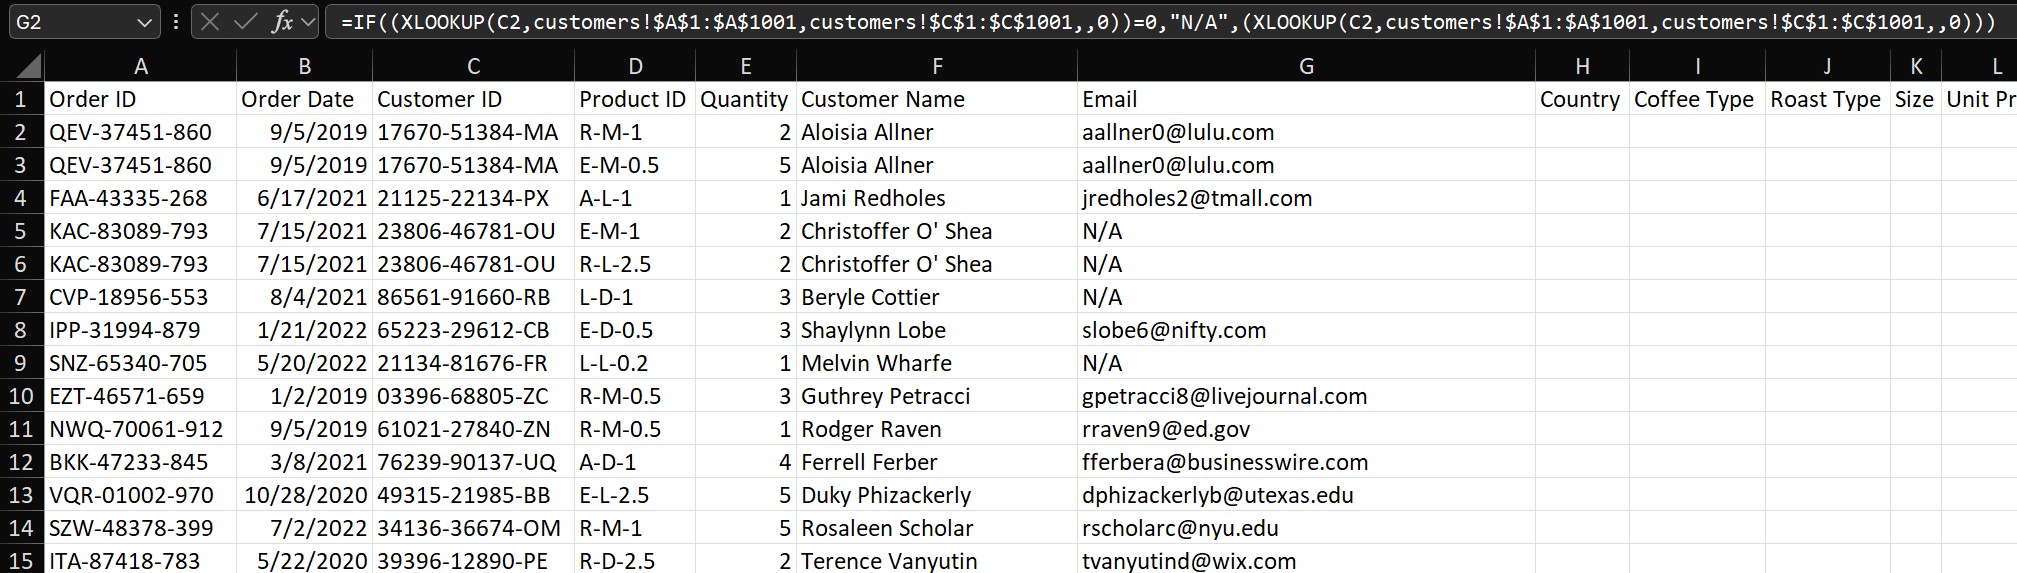 G2 fx =IF((XLOOKUP(C2,customers!$A$1:$A$1001,customers!$C$1:$C$1001,,0))=0,"N/A",(XLOOKUP(C2,customers!$A$1:$A$1001,customers!$C$1:$C$1001,,0)))
A B C D E F G H I J K L
1 Order ID Order Date Customer ID Product ID Quantity Customer Name Email Country Coffee Type Roast Type Size Unit Pr
2 QEV-37451-860 9/5/2019 17670-51384-MA R-M-1 2 Aloisia Allner aallner0@lulu.com
3 QEV-37451-860 9/5/2019 17670-51384-MA E-M-0.5 5 Aloisia Allner aallner0@lulu.com
4 FAA-43335-268 6/17/2021 21125-22134-PX A-L-1 1 Jami Redholes jredholes2@tmall.com
5 KAC-83089-793 7/15/2021 23806-46781-OU E-M-1 2 Christoffer O' Shea N/A
6 KAC-83089-793 7/15/2021 23806-46781-OU R-L-2.5 2 Christoffer O' Shea N/A
7 CVP-18956-553 8/4/2021 86561-91660-RB L-D-1 3 Beryle Cottier N/A
8 IPP-31994-879 1/21/2022 65223-29612-CB E-D-0.5 3 Shaylynn Lobe slobe6@nifty.com
9 SNZ-65340-705 5/20/2022 21134-81676-FR L-L-0.2 1 Melvin Wharfe N/A
10 EZT-46571-659 1/2/2019 03396-68805-ZC R-M-0.5 3 Guthrey Petracci gpetracci8@livejournal.com
11 NWQ-70061-912 9/5/2019 61021-27840-ZN R-M-0.5 1 Rodger Raven rraven9@ed.gov
12 BKK-47233-845 3/8/2021 76239-90137-UQ A-D-1 4 Ferrell Ferber fferbera@businesswire.com
13 VQR-01002-970 10/28/2020 49315-21985-BB E-L-2.5 5 Duky Phizackerly dphizackerlyb@utexas.edu
14 SZW-48378-399 7/2/2022 34136-36674-OM R-M-1 5 Rosaleen Scholar rscholarc@nyu.edu
15 ITA-87418-783 5/22/2020 39396-12890-PE R-D-2.5 2 Terence Vanyutin tvanyutind@wix.com